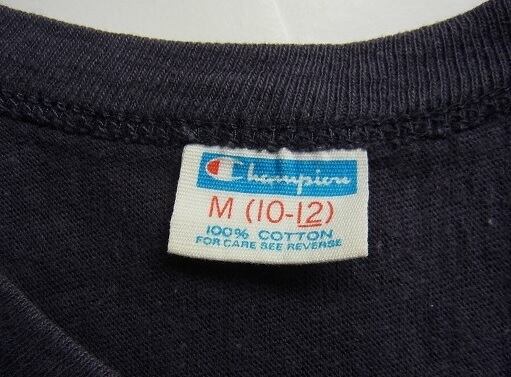 Champion
M (10-12)
100% COTTON
FOR CARE SEE REVERSE